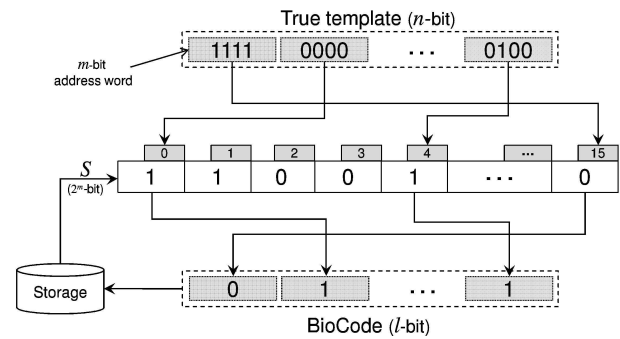 True template (n-bit)
1111 0000 ... 0100
m-bit
address word
0 1 2 3 4 ... 15
S
(2^m-bit)
1 1 0 0 1 ... 0
Storage
0 1 ... 1
BioCode (l-bit)